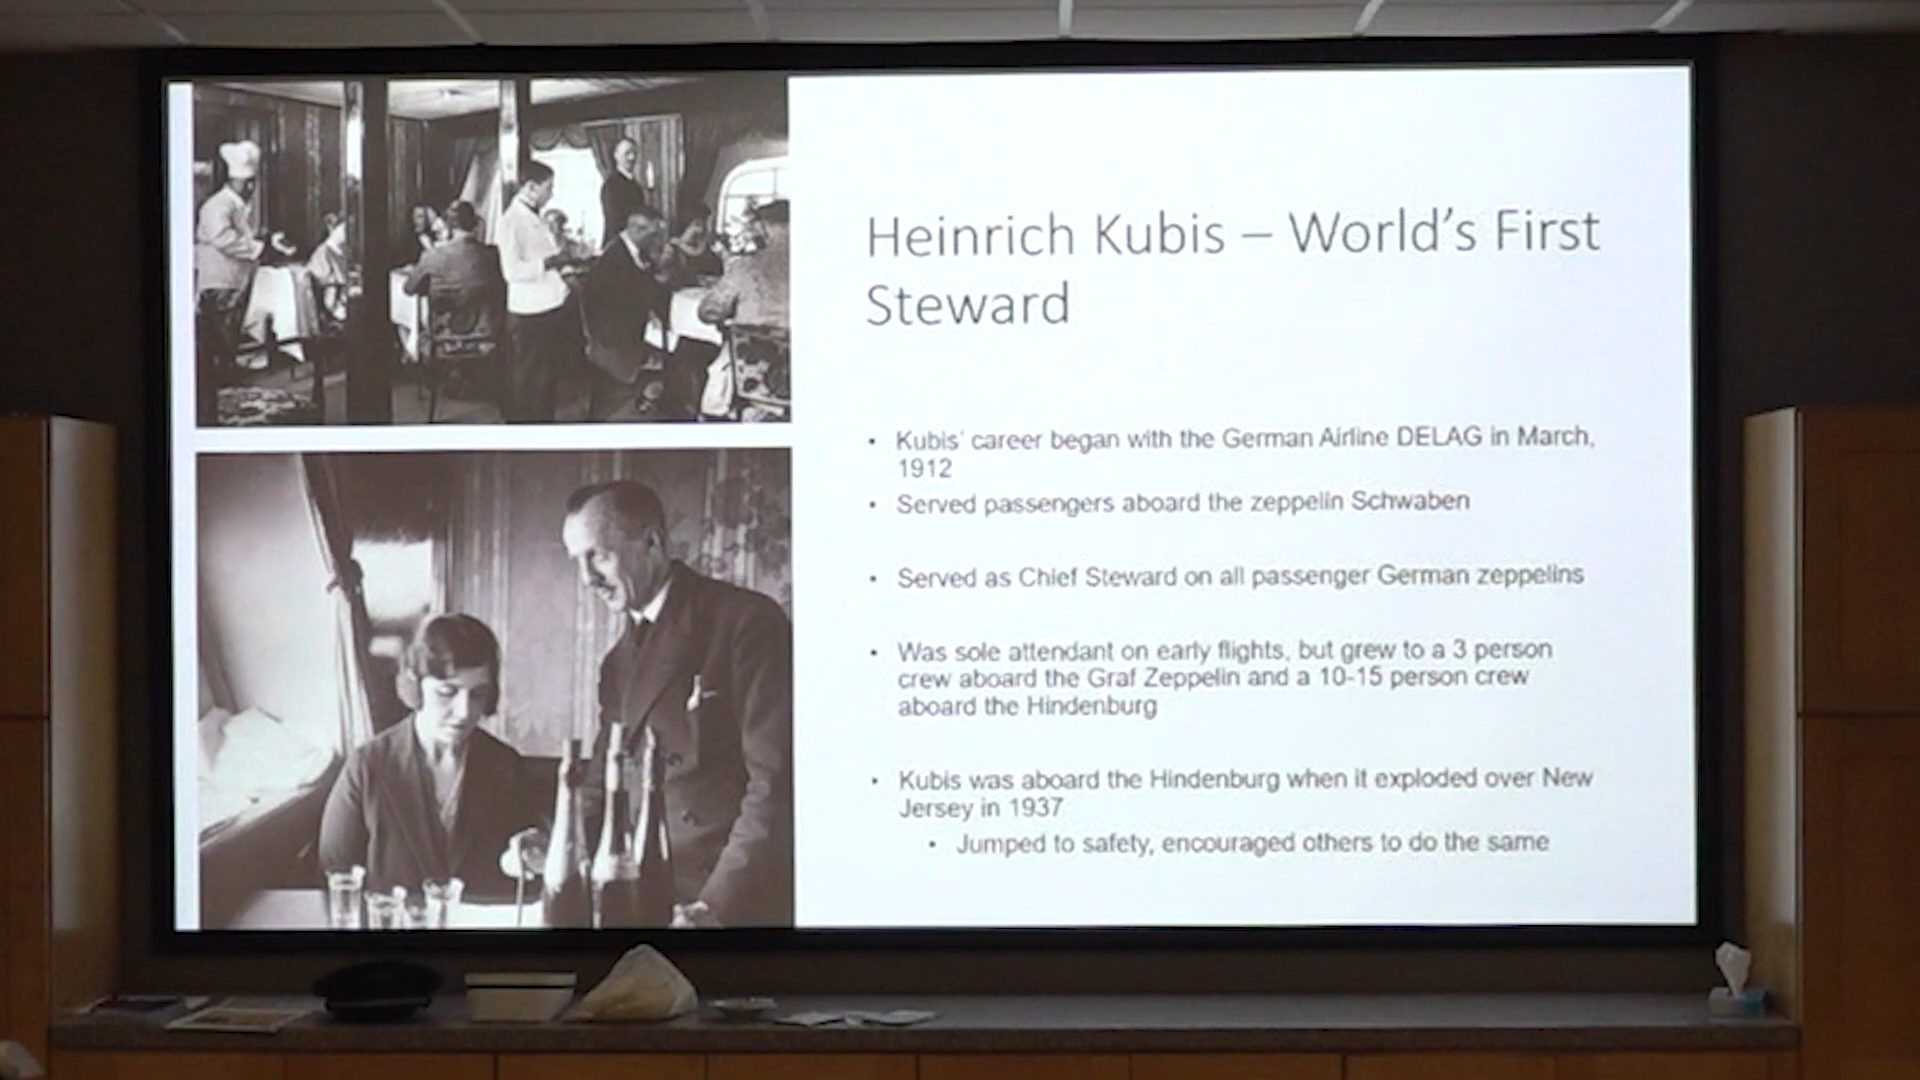 Heinrich Kubis – World's First
Steward
• Kubis' career began with the German Airline DELAG in March,
1912
• Served passengers aboard the zeppelin Schwaben
• Served as Chief Steward on all passenger German zeppelins
• Was sole attendant on early flights, but grew to a 3 person
crew aboard the Graf Zeppelin and a 10-15 person crew
aboard the Hindenburg
• Kubis was aboard the Hindenburg when it exploded over New
Jersey in 1937
• Jumped to safety, encouraged others to do the same